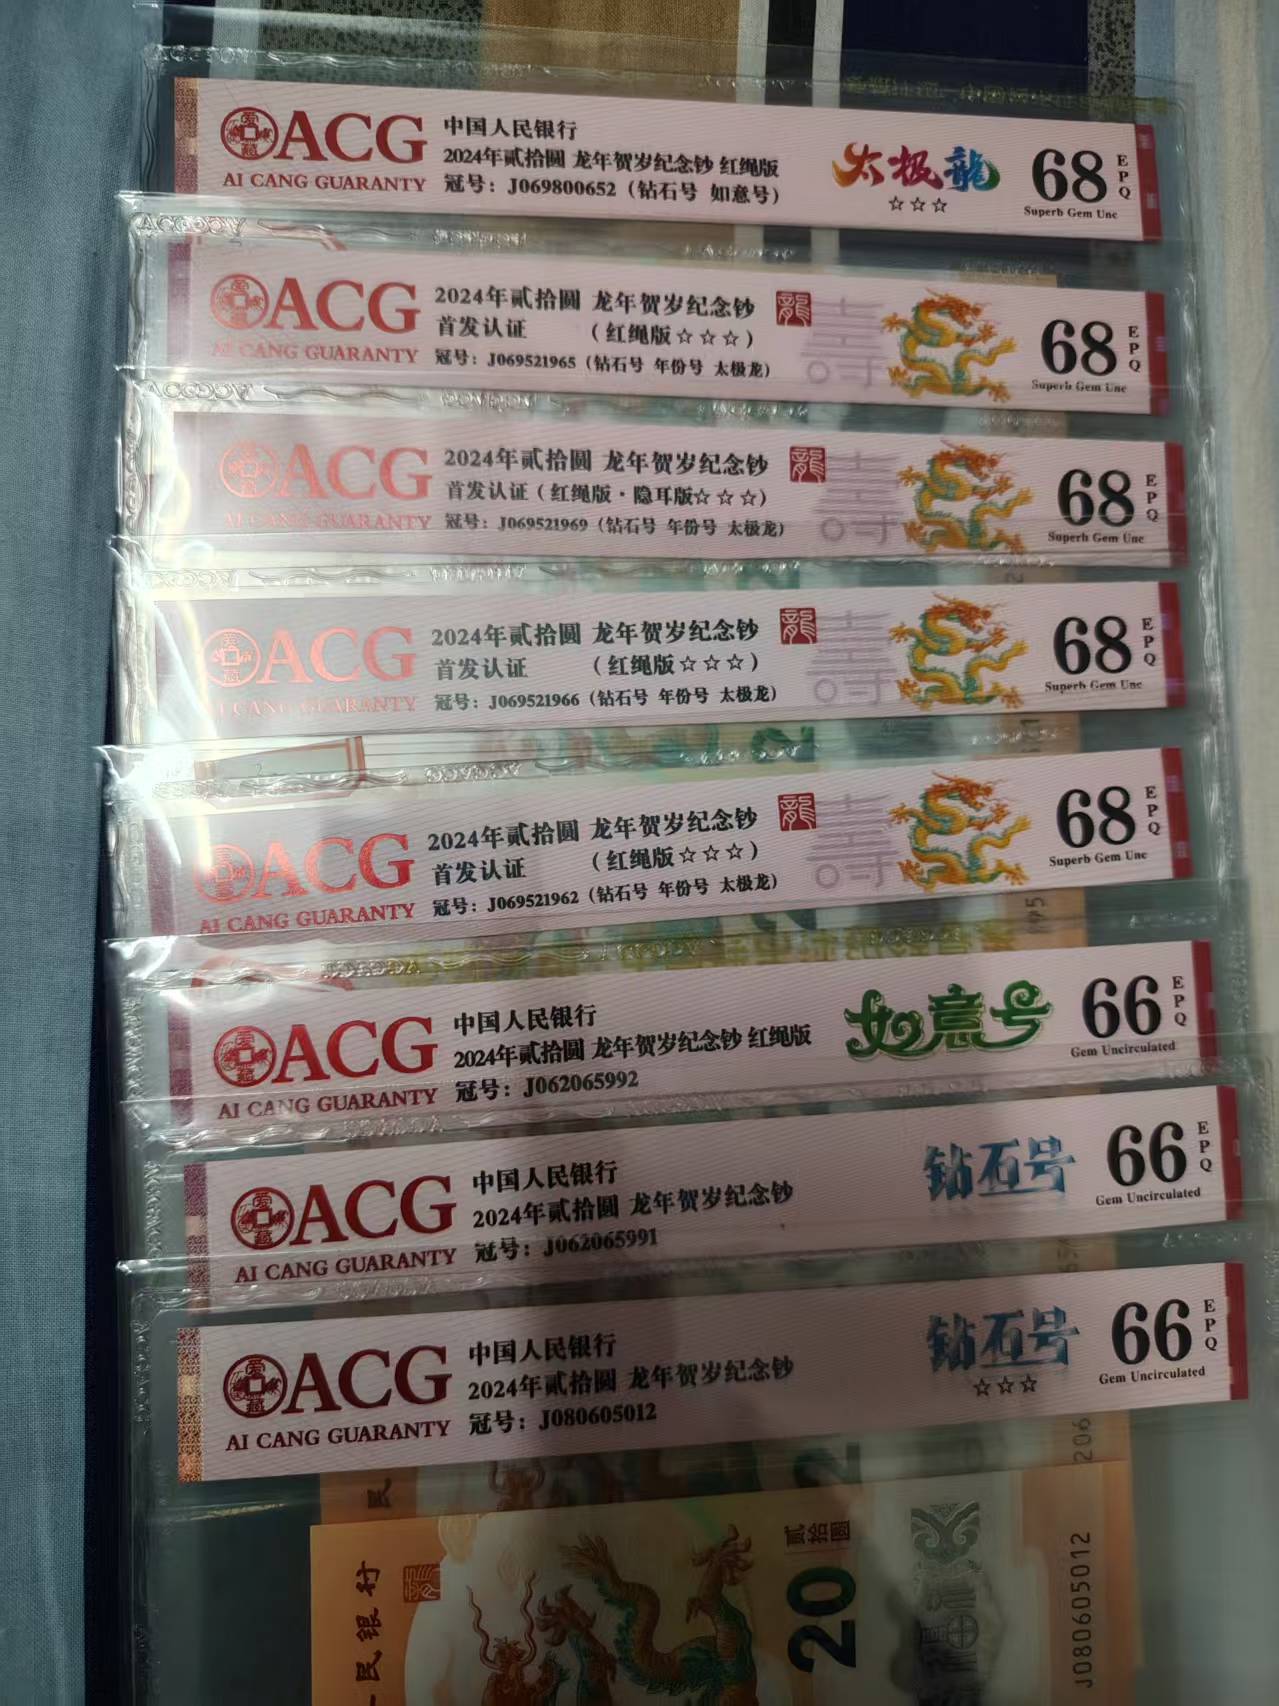 ACG
AI CANG GUARANTY
中国人民银行
2024年贰拾圆 龙年贺岁纪念钞 红绳版
冠号：J069800652（钻石号 如意号）
太极龍
☆☆☆
68
EPQ
Superb Gem Unc
ACG
AI CANG GUARANTY
2024年贰拾圆 龙年贺岁纪念钞
首发认证 （红绳版☆☆☆）
冠号：J069521965（钻石号 年份号 太极龙）
68
EPQ
Superb Gem Unc
ACG
AI CANG GUARANTY
2024年贰拾圆 龙年贺岁纪念钞
首发认证（红绳版·隐耳版☆☆☆）
冠号：J069521969（钻石号 年份号 太极龙）
68
EPQ
Superb Gem Unc
ACG
AI CANG GUARANTY
2024年贰拾圆 龙年贺岁纪念钞
首发认证 （红绳版☆☆☆）
冠号：J069521966（钻石号 年份号 太极龙）
68
EPQ
Superb Gem Unc
ACG
AI CANG GUARANTY
2024年贰拾圆 龙年贺岁纪念钞
首发认证 （红绳版☆☆☆）
冠号：J069521962（钻石号 年份号 太极龙）
68
EPQ
Superb Gem Unc
ACG
AI CANG GUARANTY
中国人民银行
2024年贰拾圆 龙年贺岁纪念钞 红绳版
冠号：J062065992
如意号
66
EPQ
Gem Uncirculated
ACG
AI CANG GUARANTY
中国人民银行
2024年贰拾圆 龙年贺岁纪念钞
冠号：J062065991
钻石号
66
EPQ
Gem Uncirculated
ACG
AI CANG GUARANTY
中国人民银行
2024年贰拾圆 龙年贺岁纪念钞
冠号：J080605012
钻石号
☆☆☆
66
EPQ
Gem Uncirculated
民银行
贰拾圆
20
J080605012